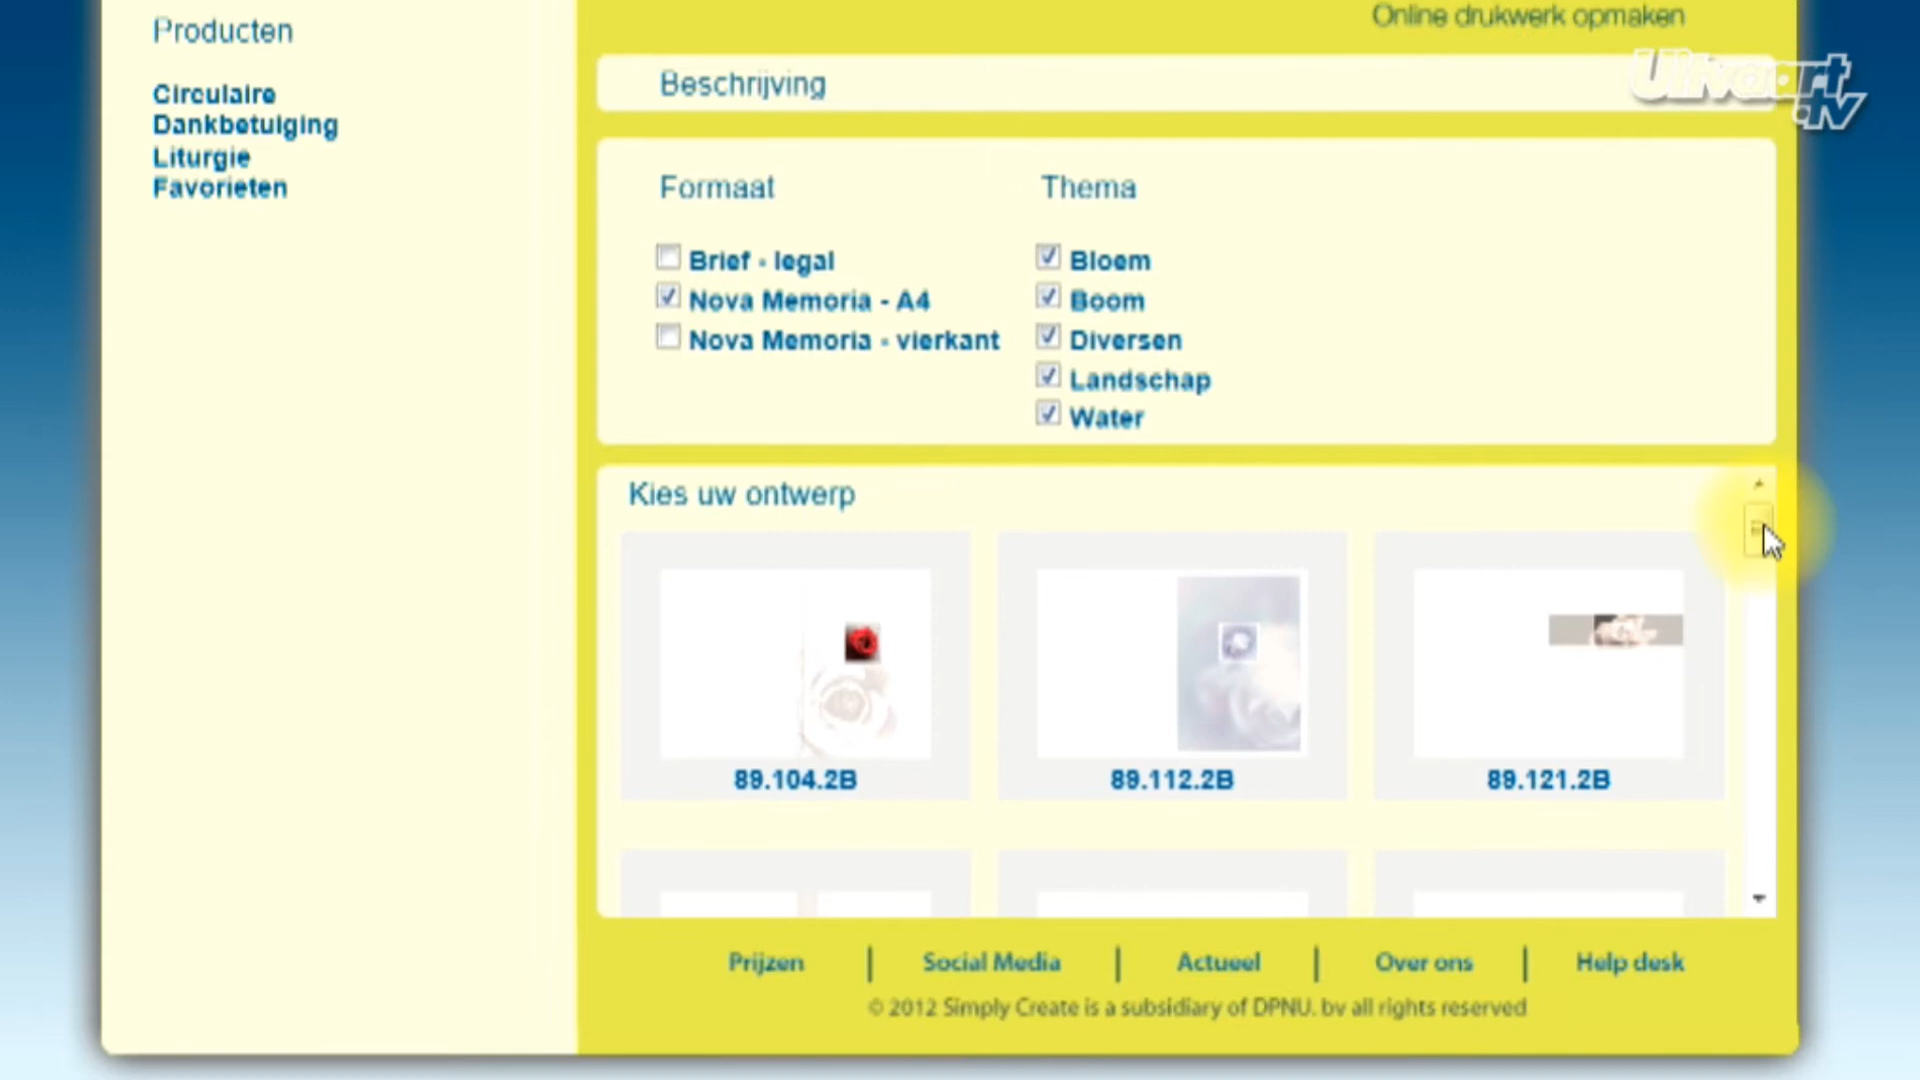 Producten
Circulaire
Dankbetuiging
Liturgie
Favorieten
Online drukwerk opmaken
Uitvaart
.tv
Beschrijving
Formaat
Brief - legal
Nova Memoria - A4
Nova Memoria - vierkant
Thema
Bloem
Boom
Diversen
Landschap
Water
Kies uw ontwerp
89.104.2B
89.112.2B
89.121.2B
Prijzen | Social Media | Actueel | Over ons | Help desk
© 2012 Simply Create is a subsidiary of DPNU. bv all rights reserved